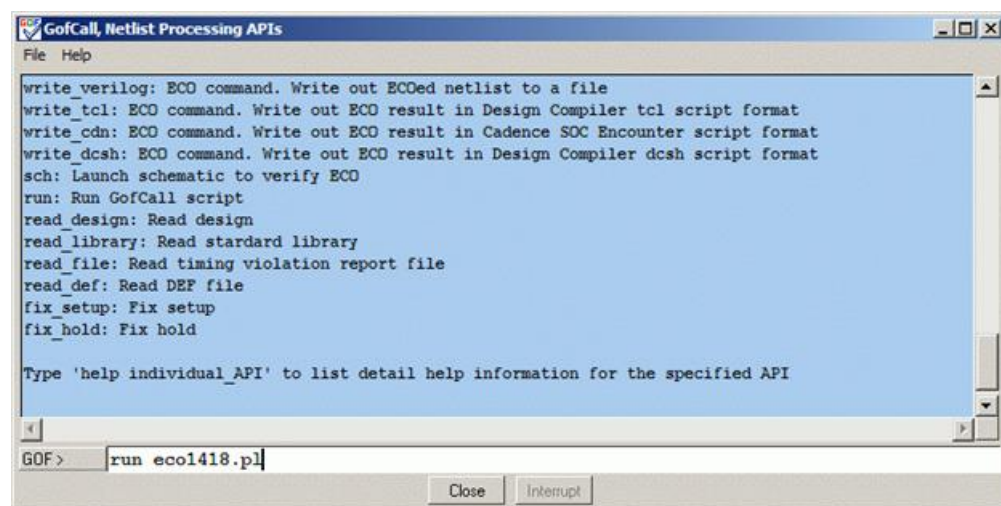 GofCall, Netlist Processing APIs
File Help
write_verilog: ECO command. Write out ECOed netlist to a file
write_tcl: ECO command. Write out ECO result in Design Compiler tcl script format
write_cdn: ECO command. Write out ECO result in Cadence SOC Encounter script format
write_dcsh: ECO command. Write out ECO result in Design Compiler dcsh script format
sch: Launch schematic to verify ECO
run: Run GofCall script
read_design: Read design
read_library: Read stardard library
read_file: Read timing violation report file
read_def: Read DEF file
fix_setup: Fix setup
fix_hold: Fix hold
Type 'help individual_API' to list detail help information for the specified API
GOF > run eco1418.pl
Close Interrupt